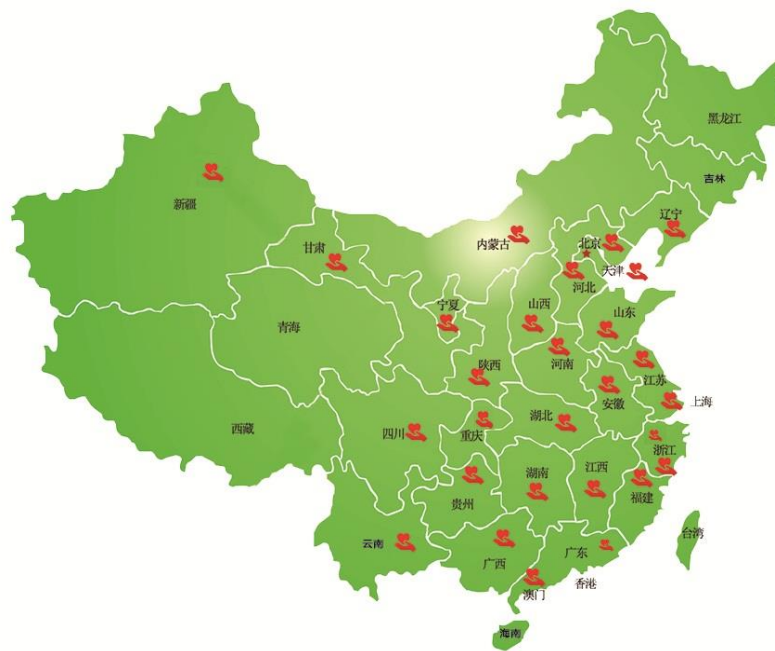 黑龙江
吉林
辽宁
新疆
内蒙古
北京
甘肃
天津
河北
宁夏
山西
山东
青海
陕西
河南
江苏
安徽
上海
西藏
四川
重庆
湖北
浙江
湖南
江西
贵州
福建
台湾
云南
广西
广东
香港
澳门
海南